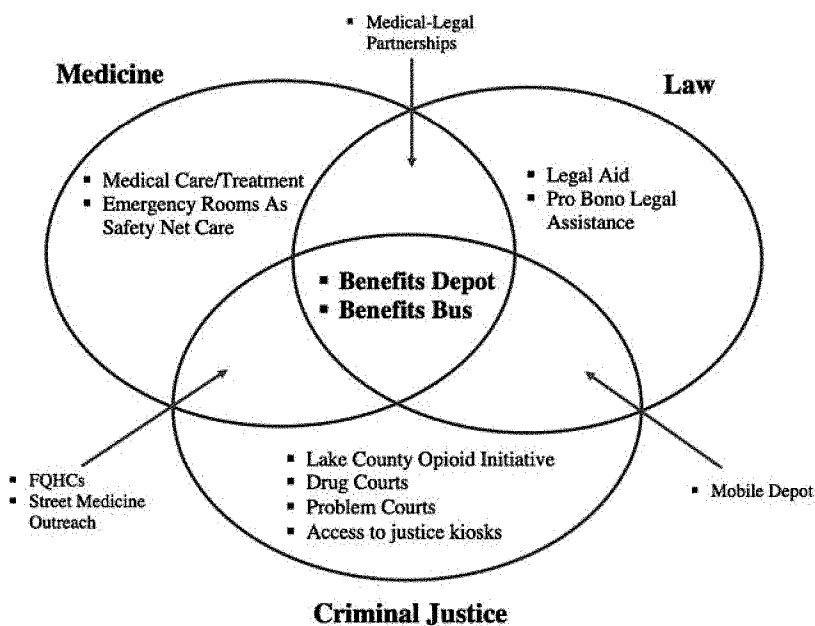 ▪ Medical-Legal
Partnerships
Medicine
Law
▪ Medical Care/Treatment
▪ Emergency Rooms As
Safety Net Care
▪ Legal Aid
▪ Pro Bono Legal
Assistance
▪ Benefits Depot
▪ Benefits Bus
▪ FQHCs
▪ Street Medicine
Outreach
▪ Lake County Opioid Initiative
▪ Drug Courts
▪ Problem Courts
▪ Access to justice kiosks
▪ Mobile Depot
Criminal Justice